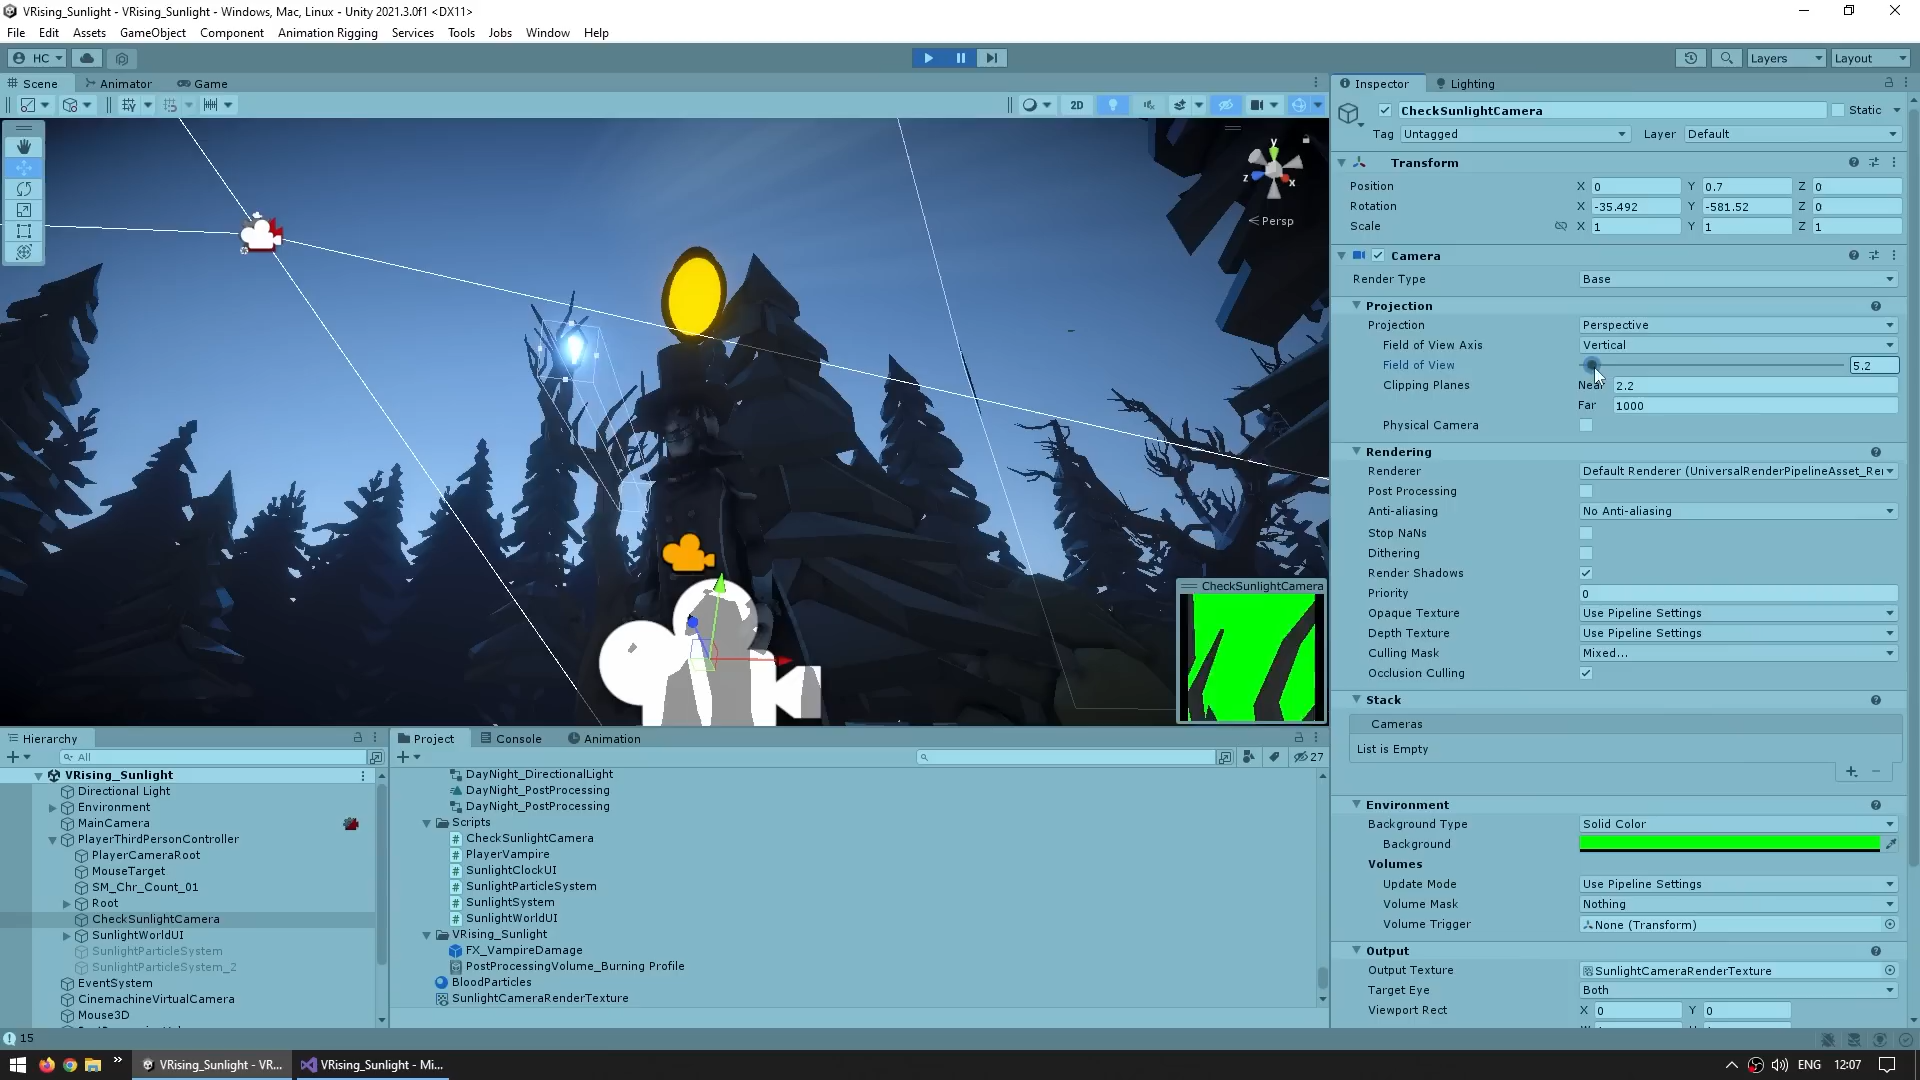 VRising_Sunlight - VRising_Sunlight - Windows, Mac, Linux - Unity 2021.3.0f1 <DX11>
File Edit Assets GameObject Component Animation Rigging Services Tools Jobs Window Help
HC Layers Layout
Scene Animator Game
2D
y
z x
Persp
CheckSunlightCamera
Inspector Lighting
CheckSunlightCamera Static
Tag Untagged Layer Default
Transform
Position X 0 Y 0.7 Z 0
Rotation X -35.492 Y -581.52 Z 0
Scale X 1 Y 1 Z 1
Camera
Render Type Base
Projection
Projection Perspective
Field of View Axis Vertical
Field of View 5.2
Clipping Planes Near 2.2
Far 1000
Physical Camera
Rendering
Renderer Default Renderer (UniversalRenderPipelineAsset_Rer
Post Processing
Anti-aliasing No Anti-aliasing
Stop NaNs
Dithering
Render Shadows
Priority 0
Opaque Texture Use Pipeline Settings
Depth Texture Use Pipeline Settings
Culling Mask Mixed...
Occlusion Culling
Stack
Cameras
List is Empty
Environment
Background Type Solid Color
Background
Volumes
Update Mode Use Pipeline Settings
Volume Mask Nothing
Volume Trigger None (Transform)
Output
Output Texture SunlightCameraRenderTexture
Target Eye Both
Viewport Rect X 0 Y 0
Hierarchy
All
VRising_Sunlight
Directional Light
Environment
MainCamera
PlayerThirdPersonController
PlayerCameraRoot
MouseTarget
SM_Chr_Count_01
Root
CheckSunlightCamera
SunlightWorldUI
SunlightParticleSystem
SunlightParticleSystem_2
EventSystem
CinemachineVirtualCamera
Mouse3D
Project Console Animation
27
DayNight_DirectionalLight
DayNight_PostProcessing
DayNight_PostProcessing
Scripts
CheckSunlightCamera
PlayerVampire
SunlightClockUI
SunlightParticleSystem
SunlightSystem
SunlightWorldUI
VRising_Sunlight
FX_VampireDamage
PostProcessingVolume_Burning Profile
BloodParticles
SunlightCameraRenderTexture
15
VRising_Sunlight - VR... VRising_Sunlight - Mi... ENG 12:07